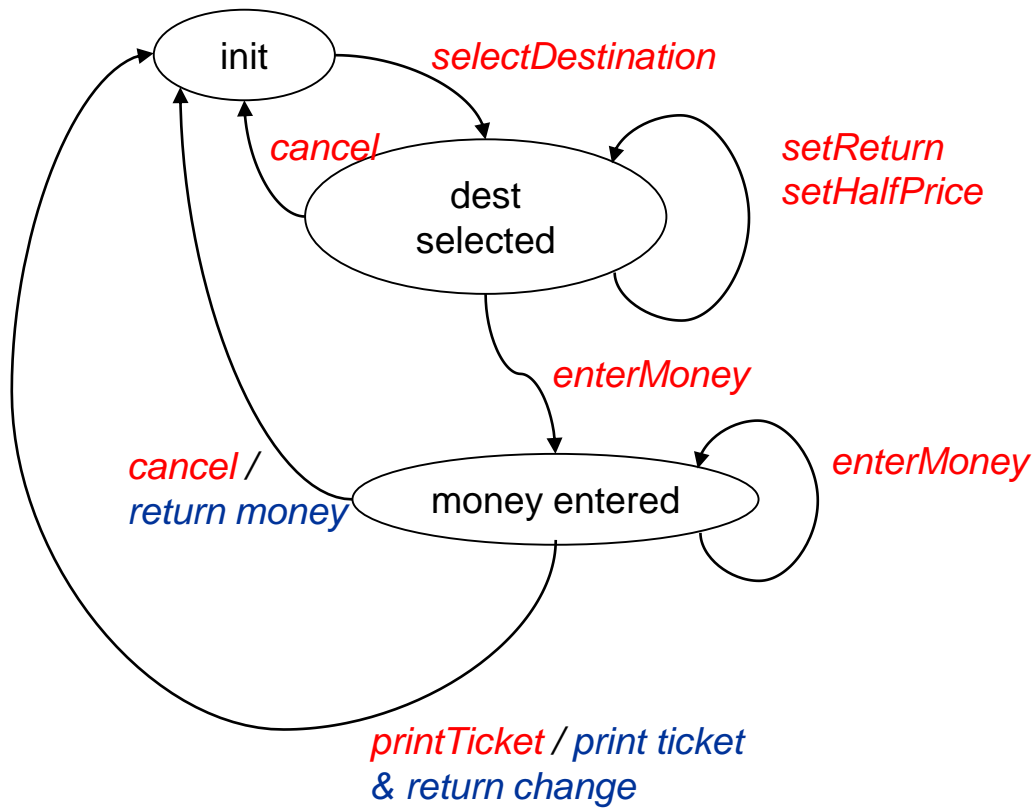 init
selectDestination
cancel
setReturn
setHalfPrice
dest
selected
enterMoney
cancel /
return money
money entered
enterMoney
printTicket / print ticket
& return change